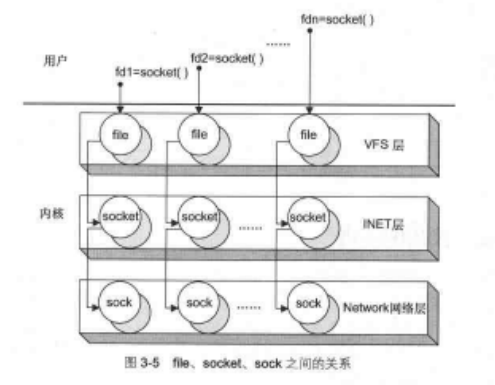 fdn=socket( )
……
fd2=socket( )
用户
fd1=socket( )
file
file
file
VFS 层
内核
socket
socket
……
socket
INET层
sock
sock
……
sock
Network网络层
图 3-5 file、socket、sock 之间的关系